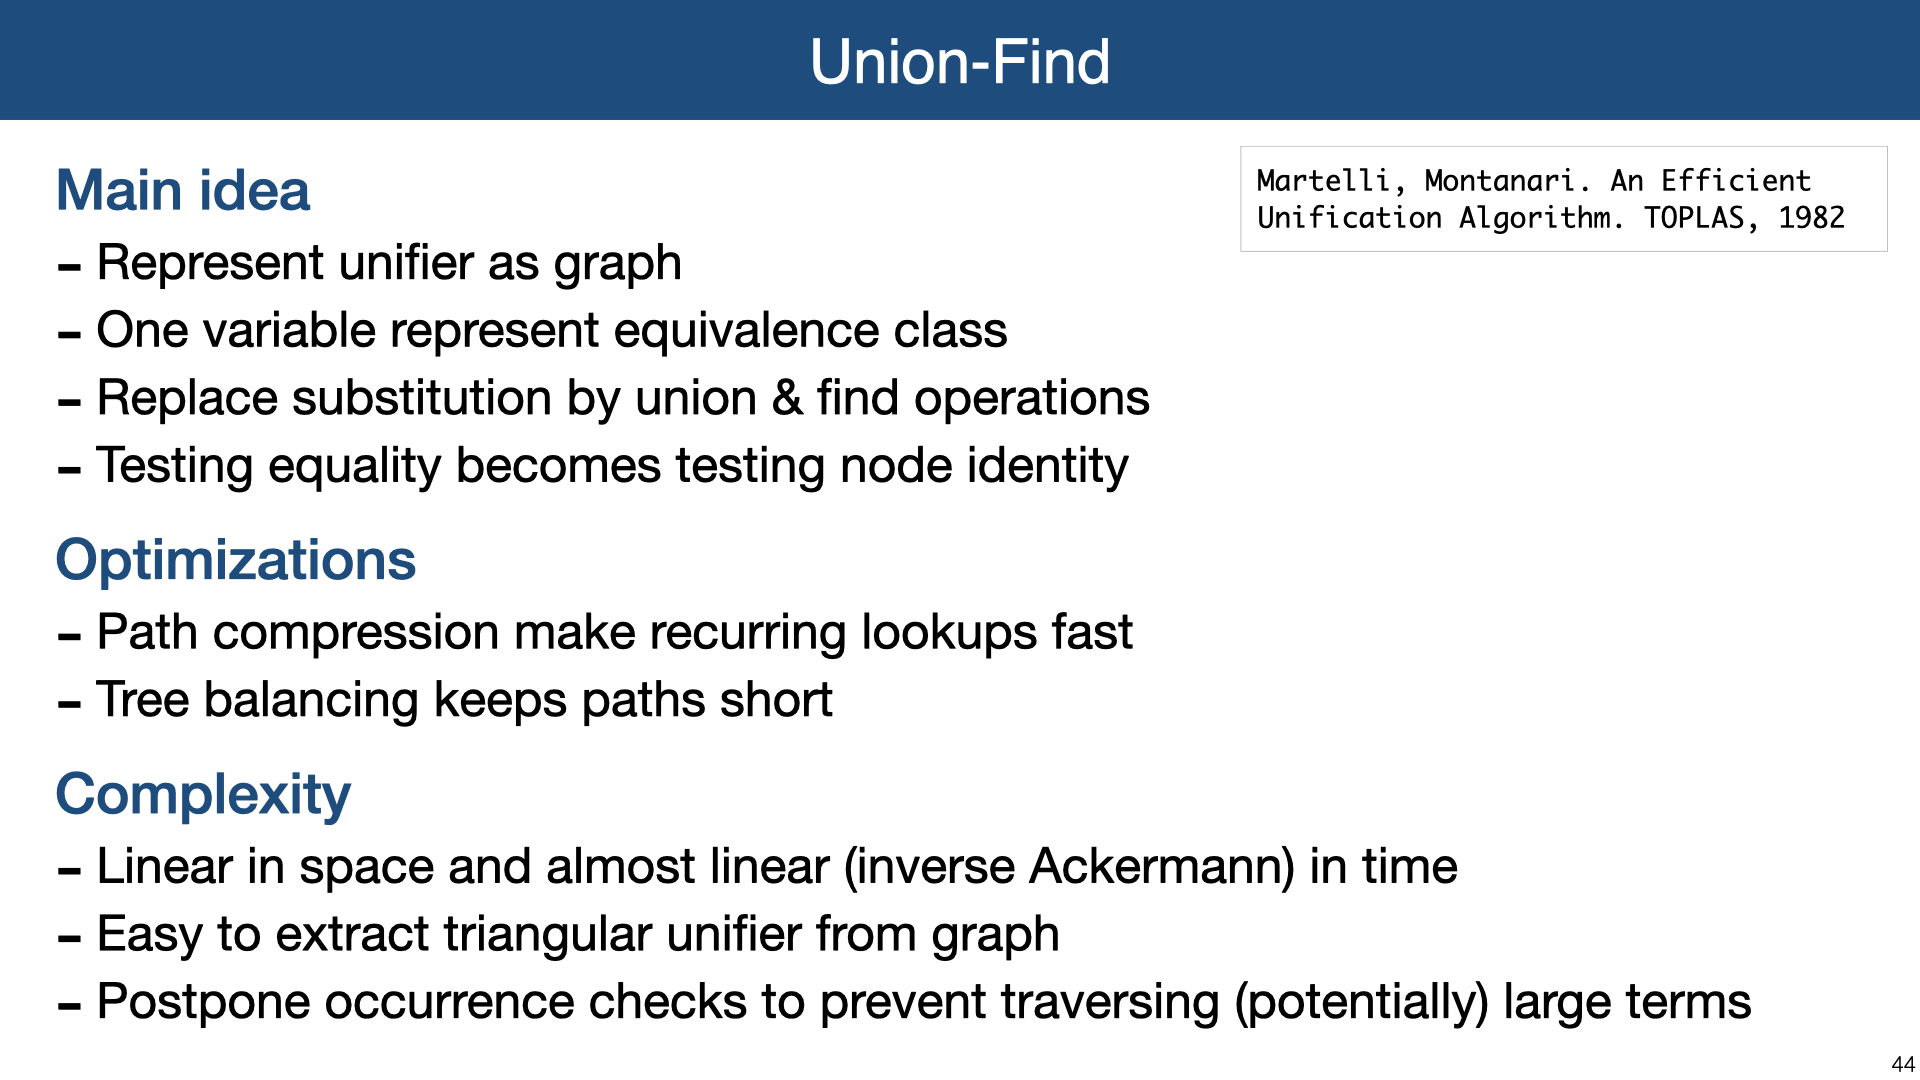 Union-Find
Martelli, Montanari. An Efficient
Unification Algorithm. TOPLAS, 1982
Main idea
- Represent unifier as graph
- One variable represent equivalence class
- Replace substitution by union & find operations
- Testing equality becomes testing node identity
Optimizations
- Path compression make recurring lookups fast
- Tree balancing keeps paths short
Complexity
- Linear in space and almost linear (inverse Ackermann) in time
- Easy to extract triangular unifier from graph
- Postpone occurrence checks to prevent traversing (potentially) large terms
44